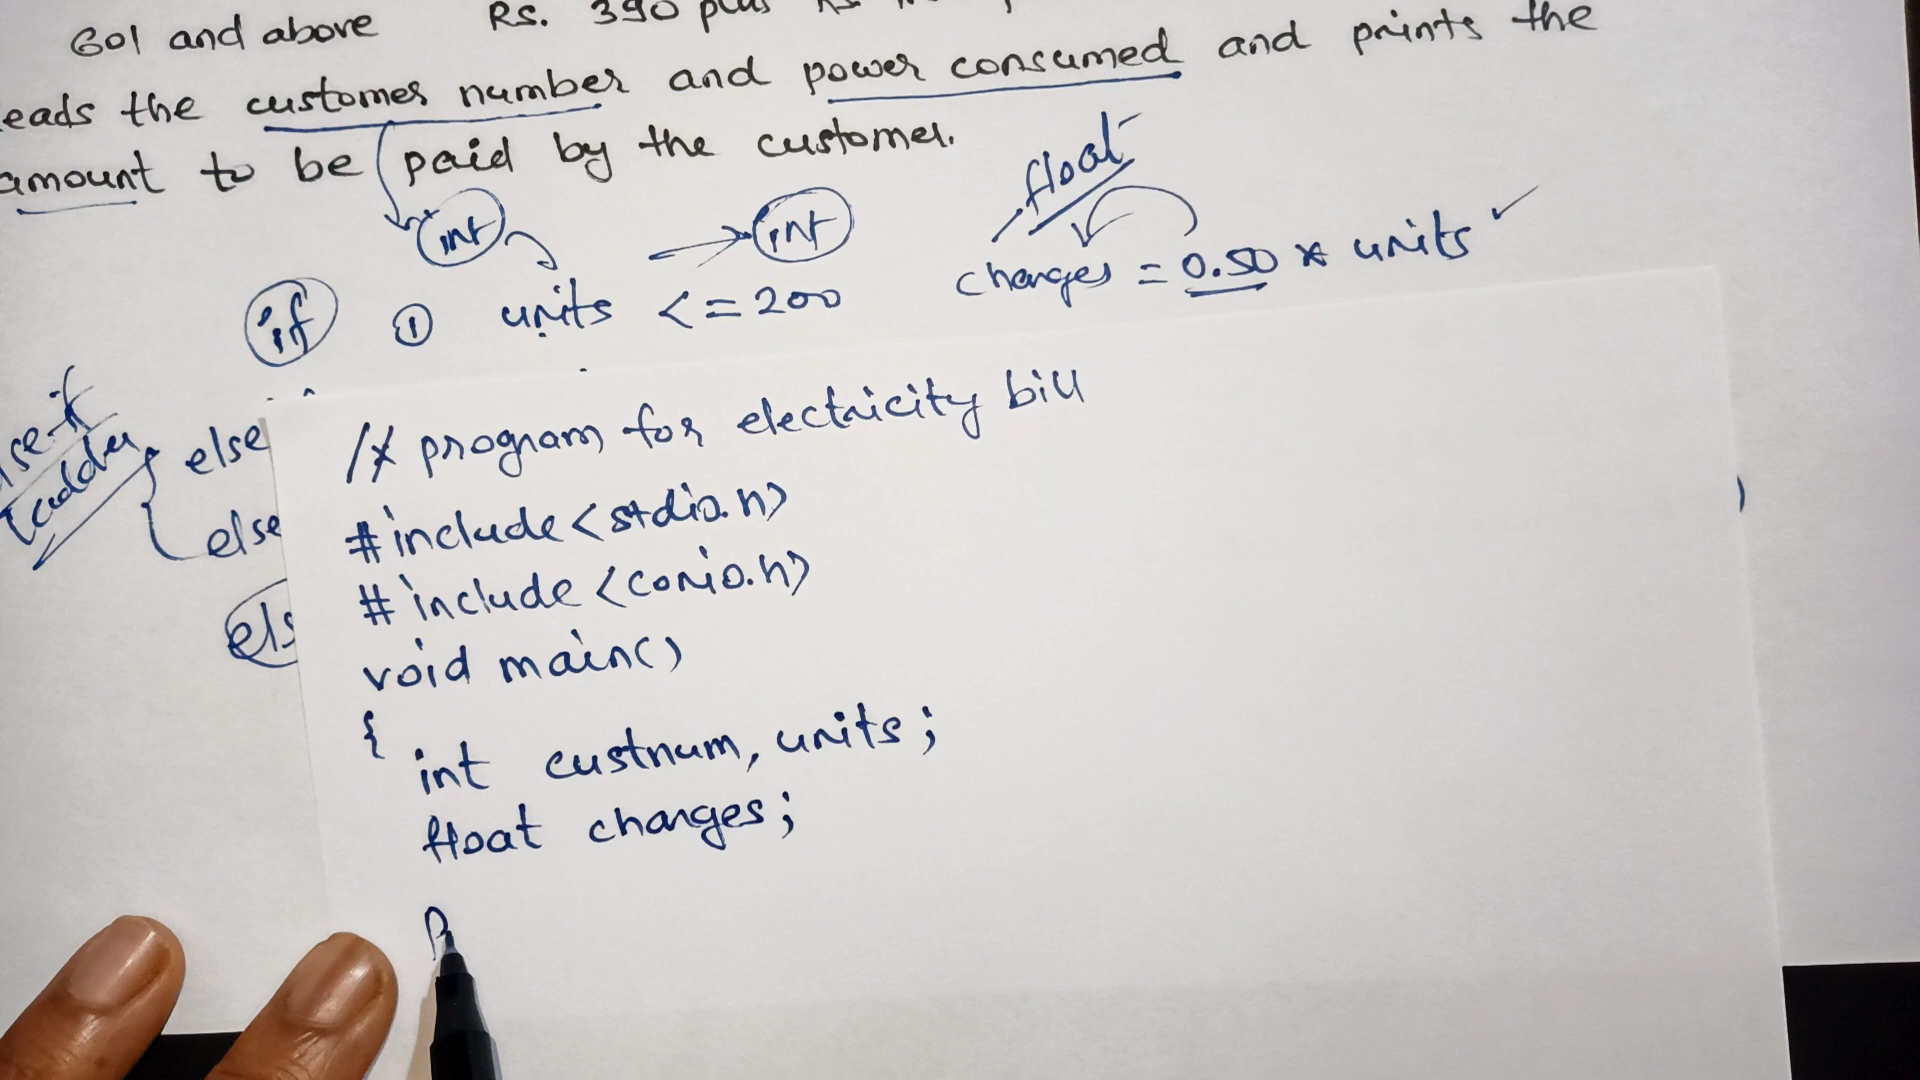 601 and above Rs. 390 plus Rs
eads the customer number and power consumed and prints the
amount to be paid by the customer.
float
int int
if ① units <=200 charges = 0.50 * units ✓
else
else
/* program for electricity bill
#include<stdio.h>
#include<conio.h>
void main()
{
int custnum, units;
float charges;